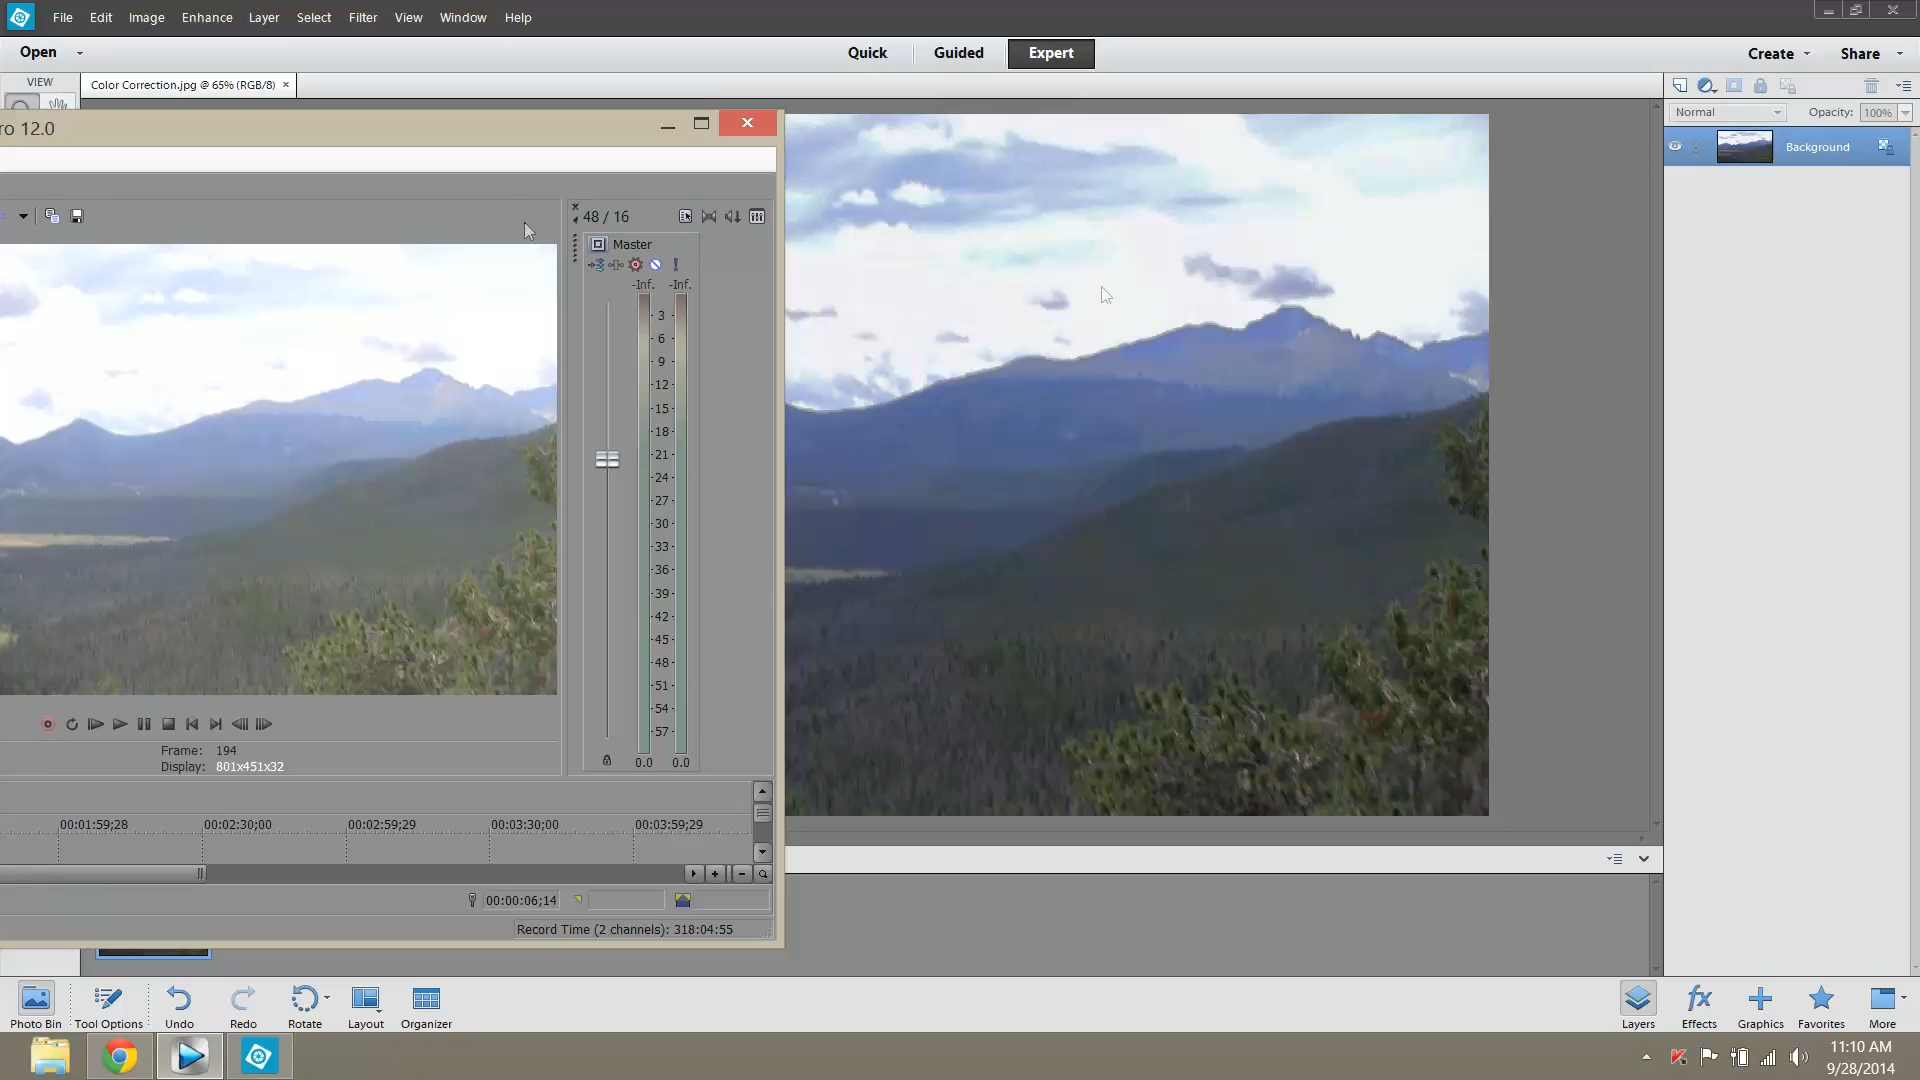 File Edit Image Enhance Layer Select Filter View Window Help
Open Quick Guided Expert Create Share
VIEW
Color Correction.jpg @ 65% (RGB/8) ×
Normal Opacity: 100%
ro 12.0
Background
48 / 16
Master
-Inf. -Inf.
3
6
9
12
15
18
21
24
27
30
33
36
39
42
45
48
51
54
57
0.0 0.0
Frame: 194
Display: 801x451x32
00:01:59;28 00:02:30;00 00:02:59;29 00:03:30;00 00:03:59;29
00:00:06;14
Record Time (2 channels): 318:04:55
Photo Bin Tool Options Undo Redo Rotate Layout Organizer Layers Effects Graphics Favorites More
11:10 AM
9/28/2014